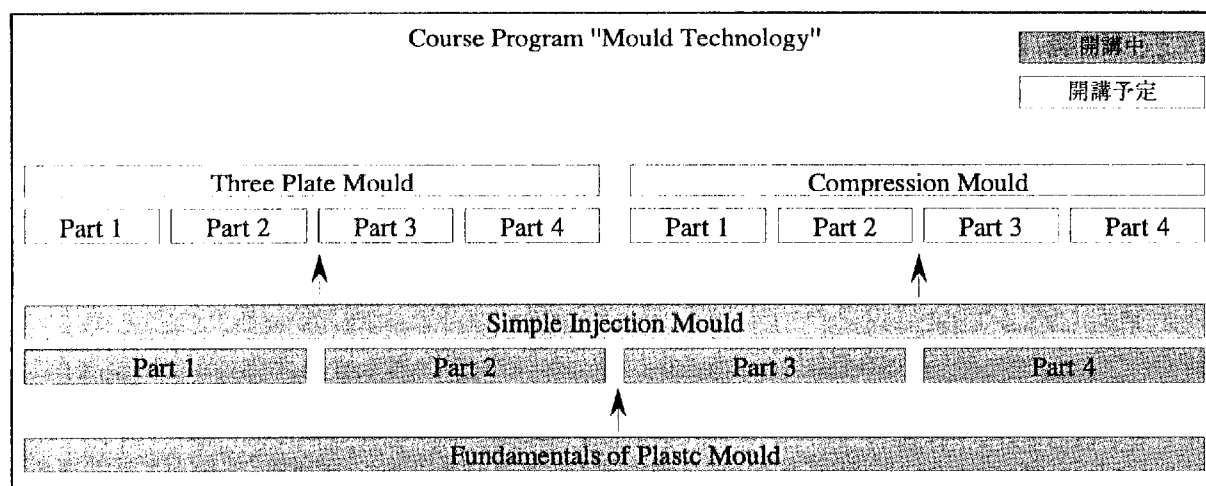 Course Program "Mould Technology"
開講中
開講予定
Three Plate Mould
Compression Mould
Part 1 Part 2 Part 3 Part 4
Part 1 Part 2 Part 3 Part 4
Simple Injection Mould
Part 1 Part 2 Part 3 Part 4
Fundamentals of Plastc Mould